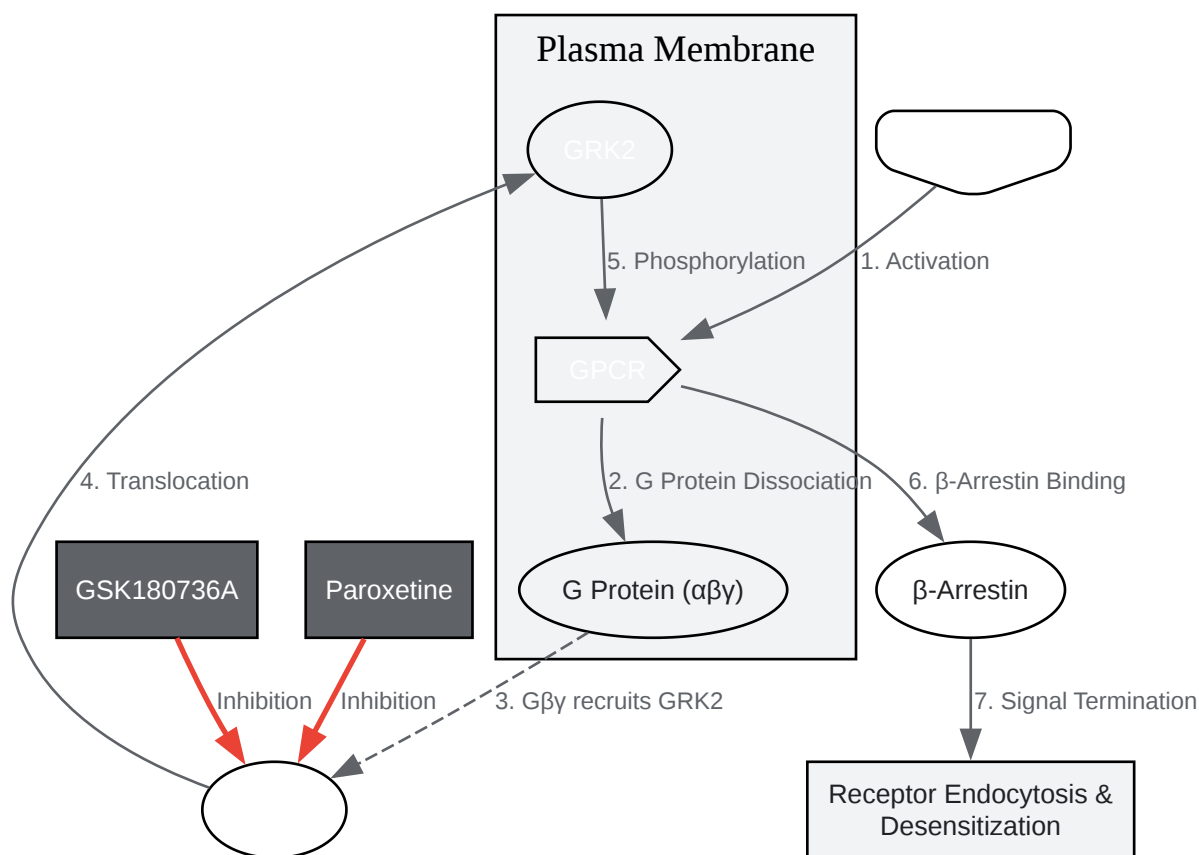 Plasma Membrane
GRK2
5. Phosphorylation
1. Activation
GPCR
4. Translocation
2. G Protein Dissociation
6. β-Arrestin Binding
GSK180736A
Paroxetine
G Protein (αβγ)
β-Arrestin
Inhibition
Inhibition
3. Gβγ recruits GRK2
7. Signal Termination
Receptor Endocytosis &
Desensitization